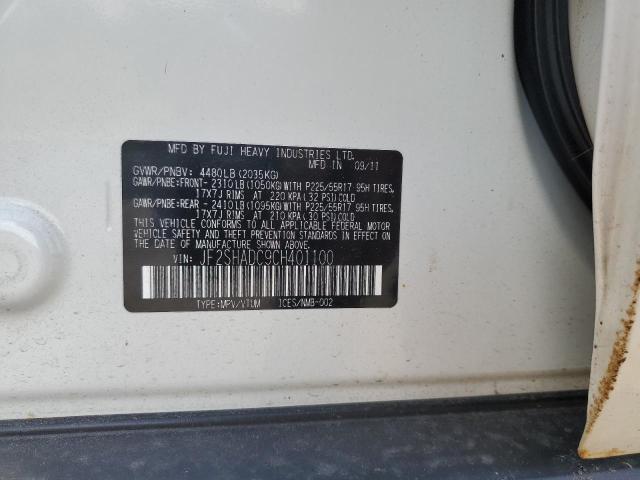 MFD BY FUJI HEAVY INDUSTRIES LTD.
MFD IN 09/11
GVWR/PNBV: 4480LB(2035KG)
GAWR/PNBE:FRONT- 2310LB(1050KG)WITH P225/55R17 95H TIRES,
17X7J RIMS AT 220 KPA(32 PSI)COLD
GAWR/PNBE:REAR - 2410LB(1095KG)WITH P225/55R17 95H TIRES,
17X7J RIMS AT 210 KPA(30 PSI)COLD
THIS VEHICLE CONFORMS TO ALL APPLICABLE FEDERAL MOTOR
VEHICLE SAFETY AND THEFT PREVENTION STANDARDS IN EFFECT
ON THE DATE OF MANUFACTURE SHOWN ABOVE.
VIN: JF2SHADC9CH401100
TYPE:MPV/VTUM ICES/NMB-002